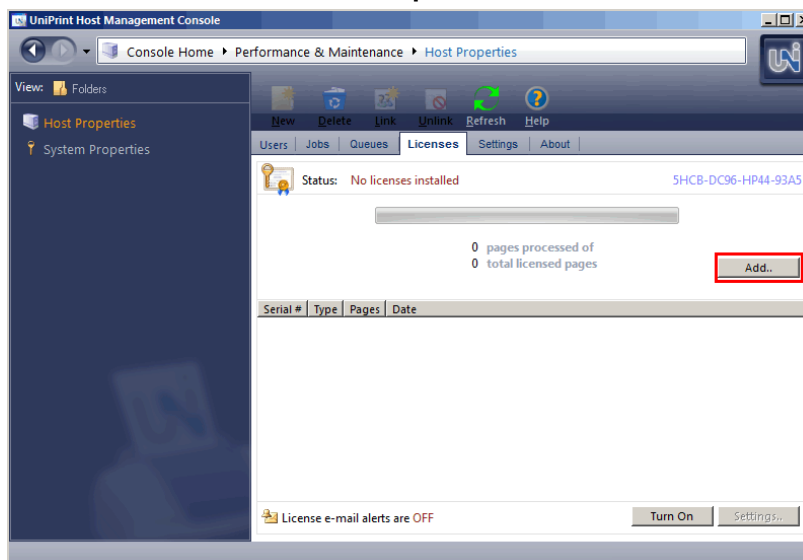 UniPrint Host Management Console
Console Home ▸ Performance & Maintenance ▸ Host Properties
View: Folders
New Delete Link Unlink Refresh Help
Host Properties
System Properties
Users Jobs Queues Licenses Settings About
Status: No licenses installed 5HCB-DC96-HP44-93A5
0 pages processed of
0 total licensed pages
Add..
Serial # Type Pages Date
License e-mail alerts are OFF Turn On Settings..